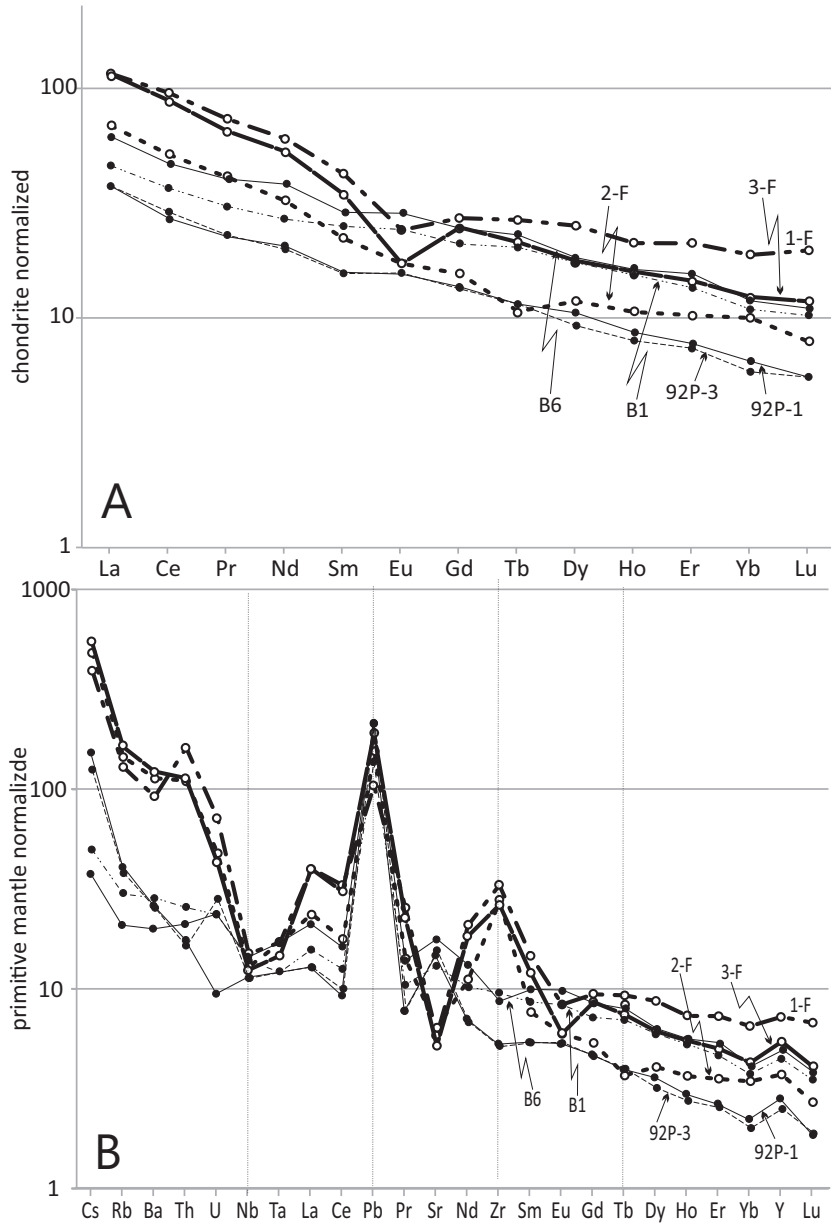 chondrite normalized
100
10
1
2-F
3-F
1-F
B6
B1
92P-3
92P-1
A
La Ce Pr Nd Sm Eu Gd Tb Dy Ho Er Yb Lu
primitive mantle normalizde
1000
100
10
1
2-F
3-F
1-F
B6
B1
92P-3
92P-1
B
Cs Rb Ba Th U Nb Ta La Ce Pb Pr Sr Nd Zr Sm Eu Gd Tb Dy Ho Er Yb Y Lu